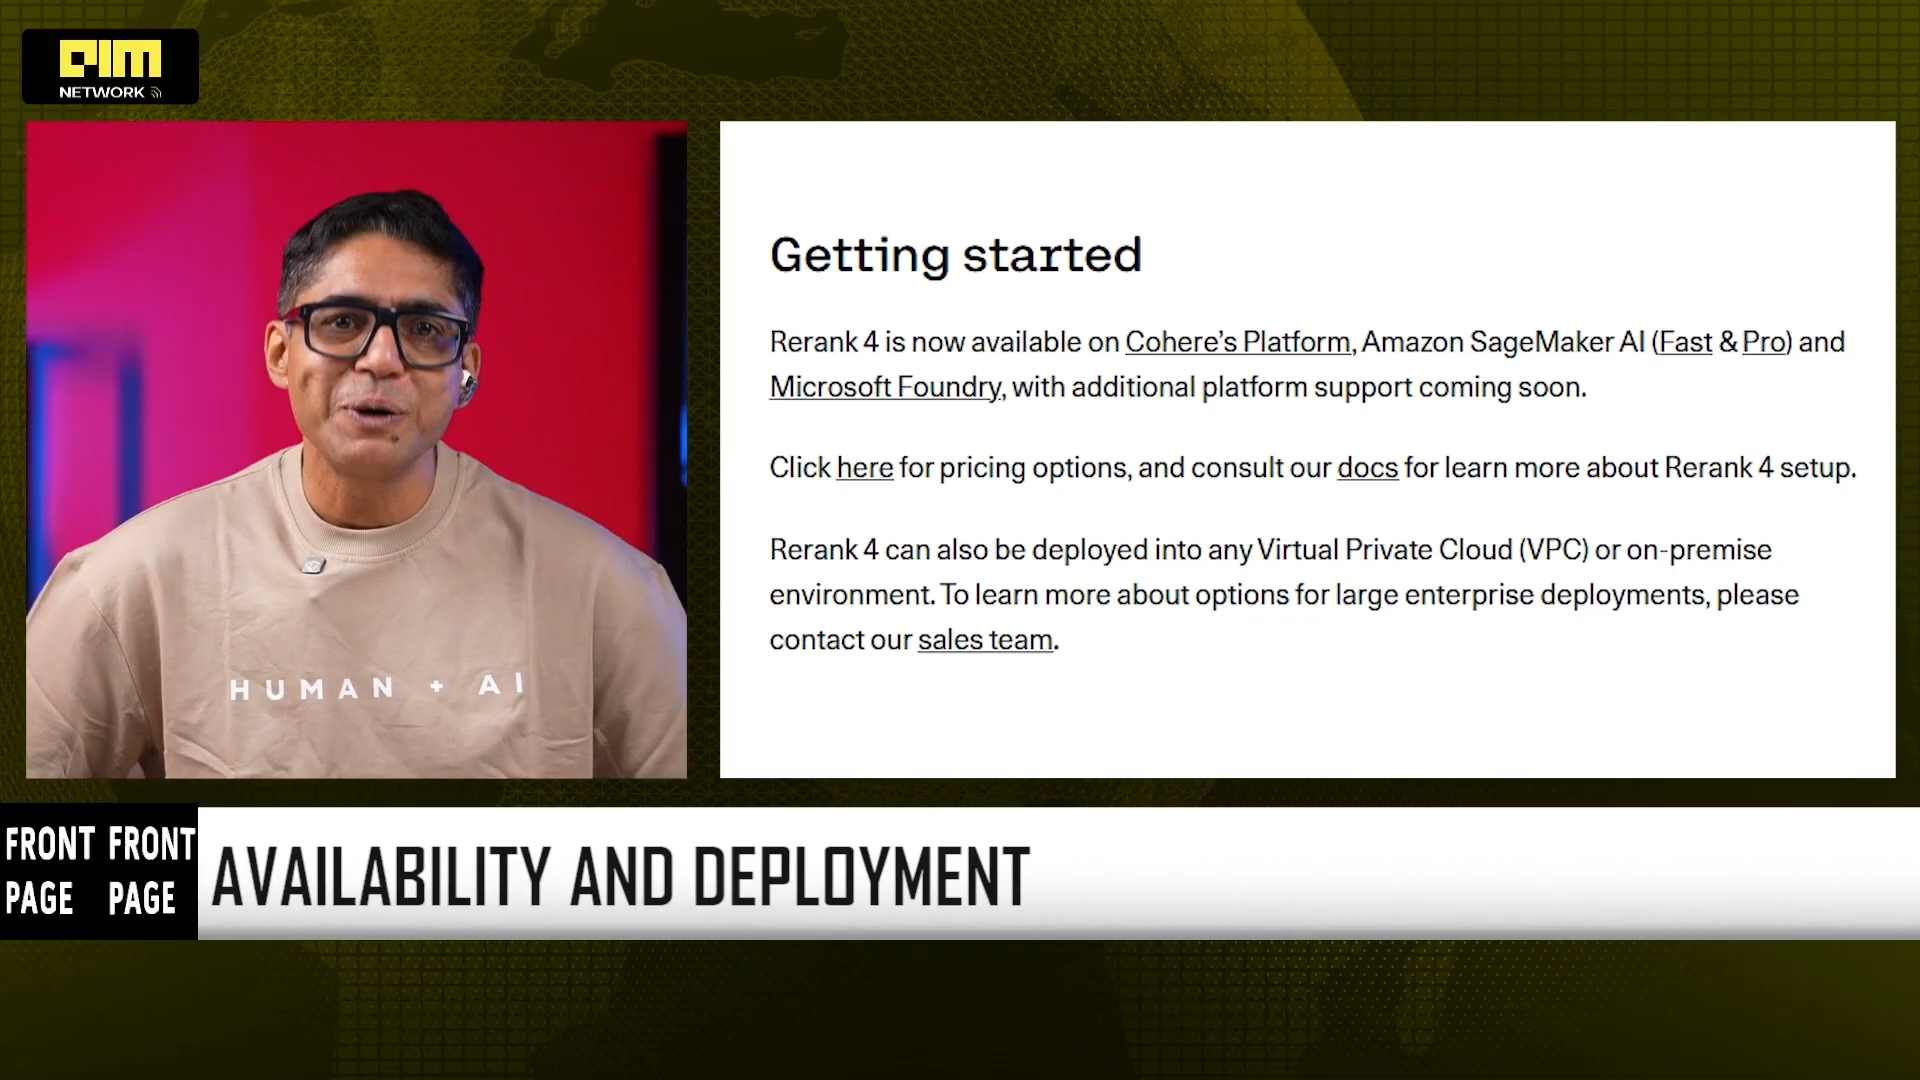 AIM
NETWORK
HUMAN + AI
Getting started
Rerank 4 is now available on Cohere’s Platform, Amazon SageMaker AI (Fast & Pro) and
Microsoft Foundry, with additional platform support coming soon.
Click here for pricing options, and consult our docs for learn more about Rerank 4 setup.
Rerank 4 can also be deployed into any Virtual Private Cloud (VPC) or on-premise
environment. To learn more about options for large enterprise deployments, please
contact our sales team.
FRONT FRONT
PAGE PAGE
AVAILABILITY AND DEPLOYMENT